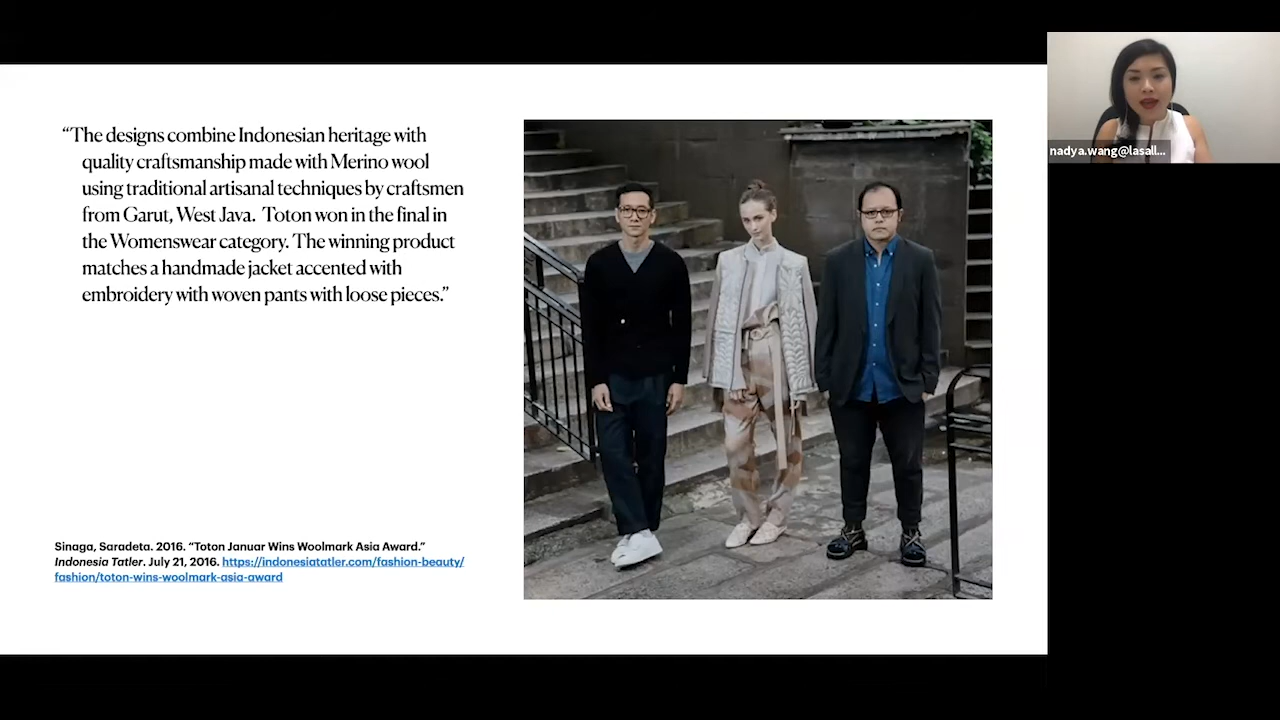 “The designs combine Indonesian heritage with
quality craftsmanship made with Merino wool
using traditional artisanal techniques by craftsmen
from Garut, West Java. Toton won in the final in
the Womenswear category. The winning product
matches a handmade jacket accented with
embroidery with woven pants with loose pieces.”
Sinaga, Saradeta. 2016. “Toton Januar Wins Woolmark Asia Award.”
Indonesia Tatler. July 21, 2016. https://indonesiatatler.com/fashion-beauty/
fashion/toton-wins-woolmark-asia-award
nadya.wang@lasall...